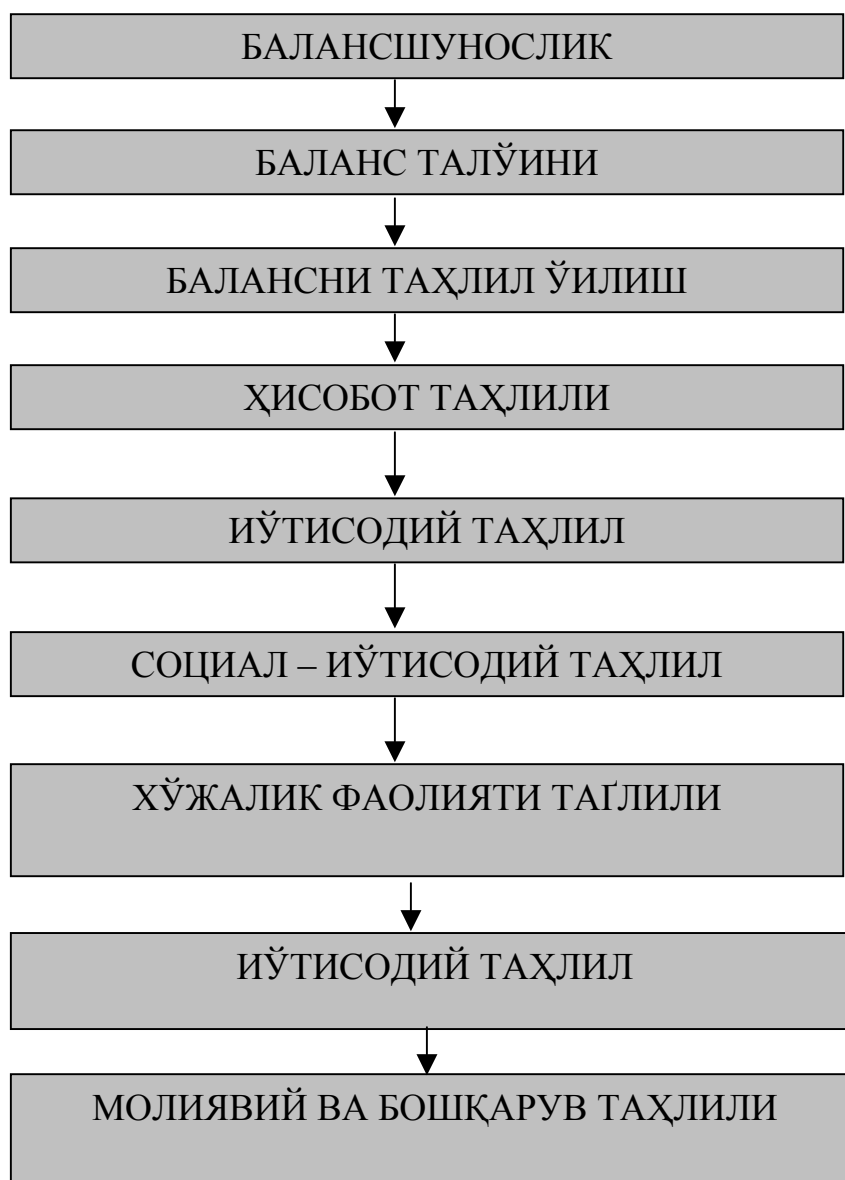 БАЛАНСШУНОСЛИК
БАЛАНС ТАЛЎИНИ
БАЛАНСНИ ТАҲЛИЛ ЎИЛИШ
ҲИСОБОТ ТАҲЛИЛИ
ИЎТИСОДИЙ ТАҲЛИЛ
СОЦИАЛ – ИЎТИСОДИЙ ТАҲЛИЛ
ХЎЖАЛИК ФАОЛИЯТИ ТАҐЛИЛИ
ИЎТИСОДИЙ ТАҲЛИЛ
МОЛИЯВИЙ ВА БОШҚАРУВ ТАҲЛИЛИ